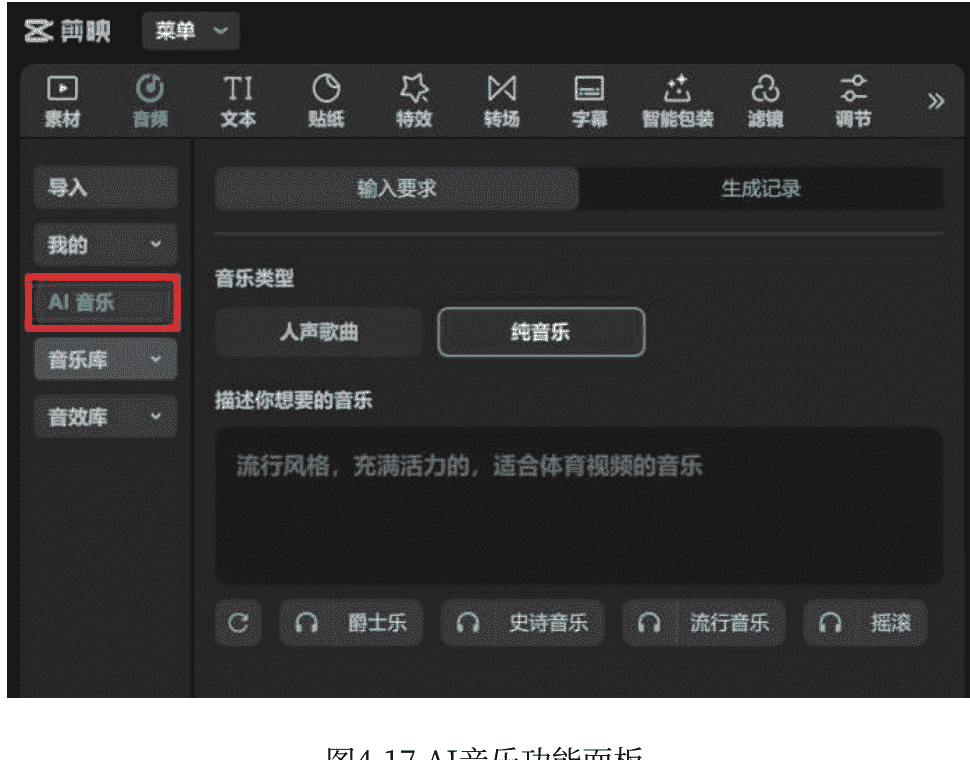 剪映 菜单
素材 音频 文本 贴纸 特效 转场 字幕 智能包装 滤镜 调节
导入
我的
AI 音乐
音乐库
音效库
输入要求 生成记录
音乐类型
人声歌曲 纯音乐
描述你想要的音乐
流行风格，充满活力的，适合体育视频的音乐
爵士乐 史诗音乐 流行音乐 摇滚
图4-17 AI音乐功能面板